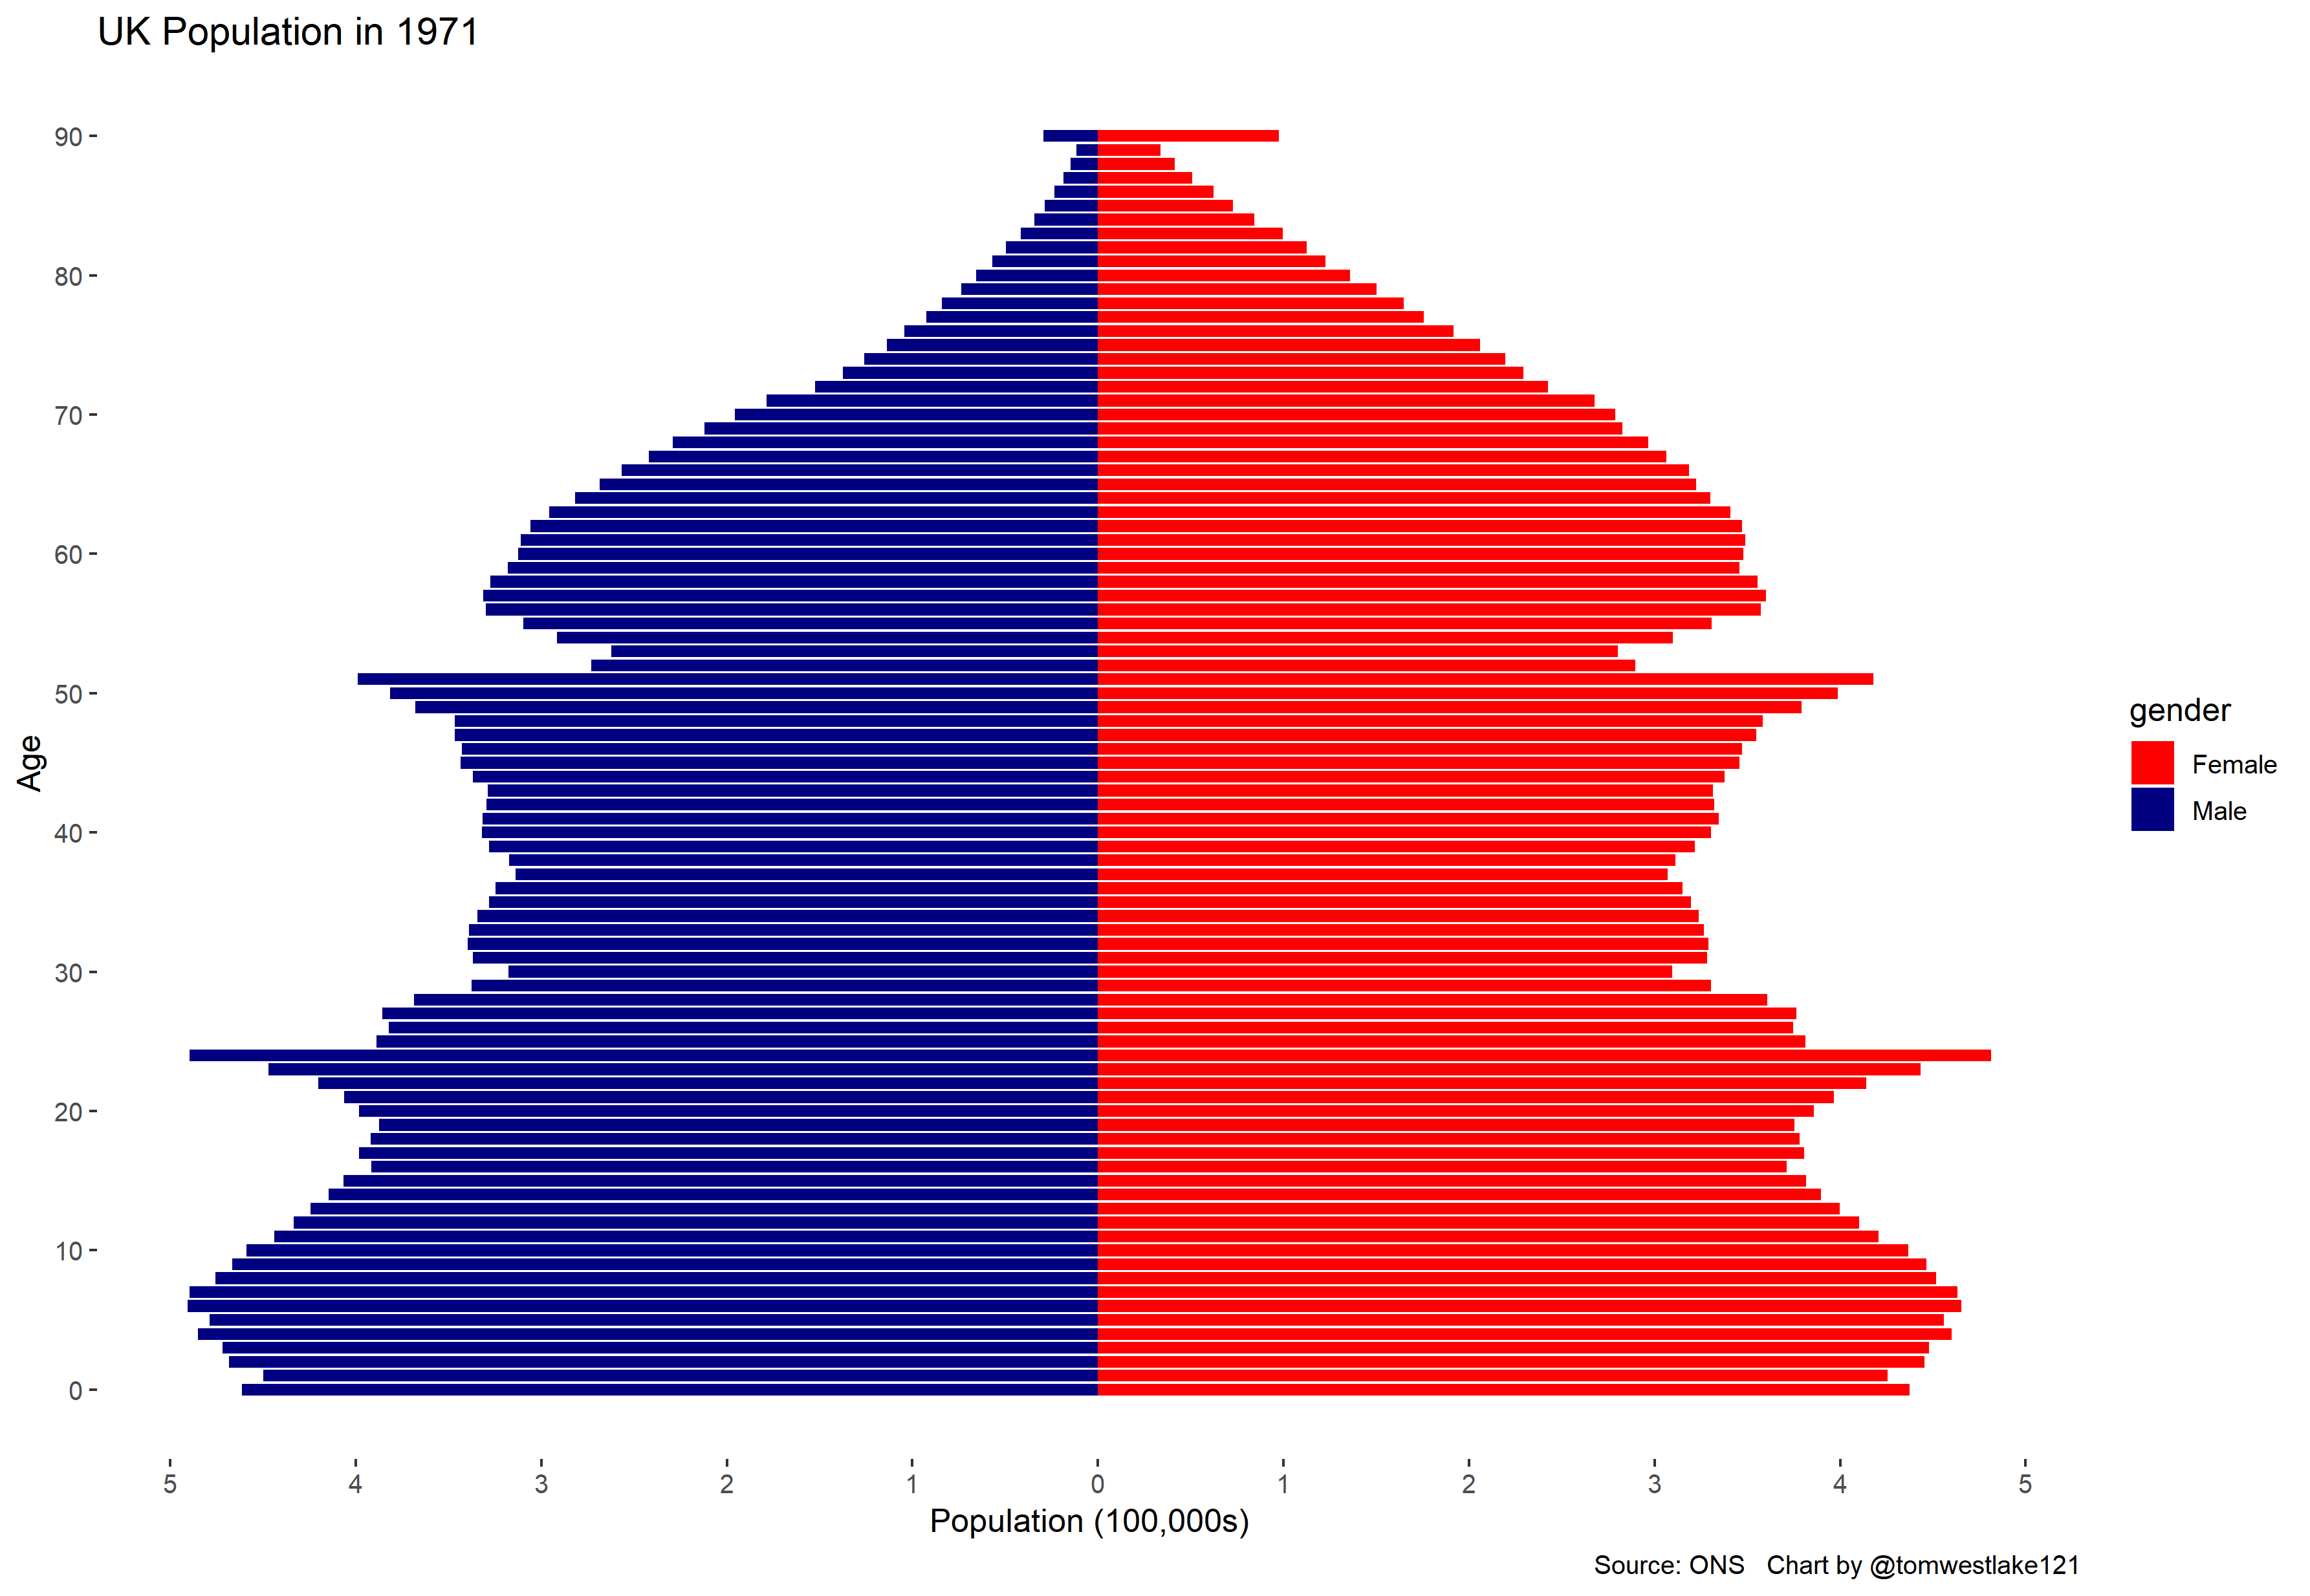 UK Population in 1971
90
80
70
60
50
40
30
20
10
0
Age
5 4 3 2 1 0 1 2 3 4 5
Population (100,000s)
gender
Female
Male
Source: ONS   Chart by @tomwestlake121